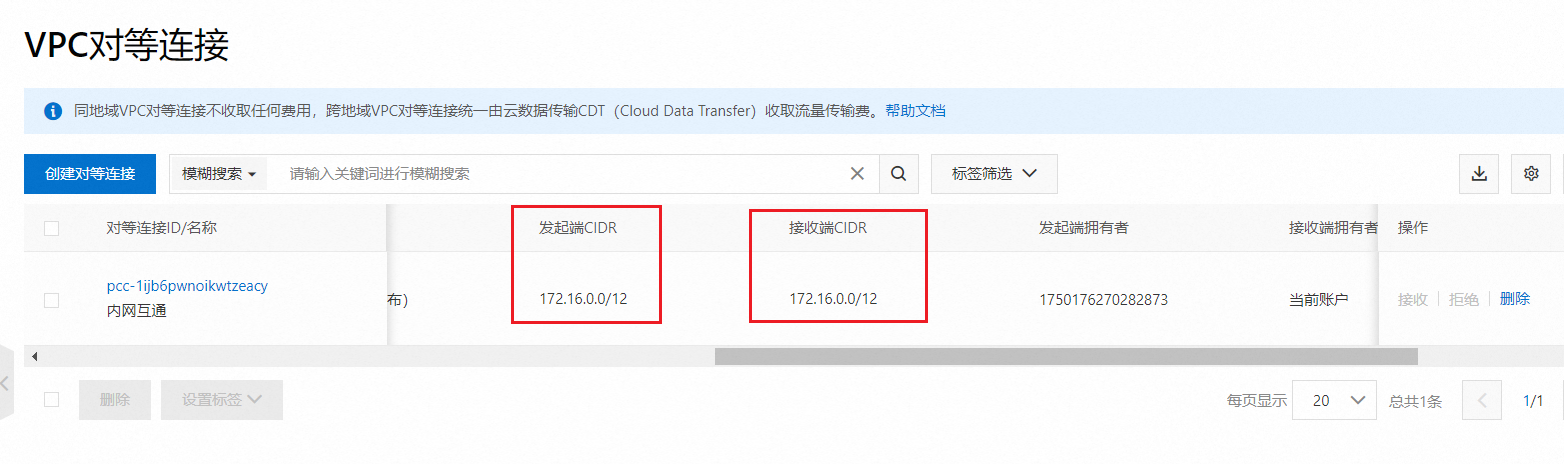 VPC对等连接
同地域VPC对等连接不收取任何费用，跨地域VPC对等连接统一由云数据传输CDT（Cloud Data Transfer）收取流量传输费。帮助文档
创建对等连接 模糊搜索 请输入关键词进行模糊搜索 标签筛选
对等连接ID/名称 发起端CIDR 接收端CIDR 发起端拥有者 接收端拥有者 操作
pcc-1ijb6pwnoikwtzeacy
内网互通
布） 172.16.0.0/12 172.16.0.0/12 1750176270282873 当前账户 接收 拒绝 删除
删除 设置标签 每页显示 20 总共1条 1/1